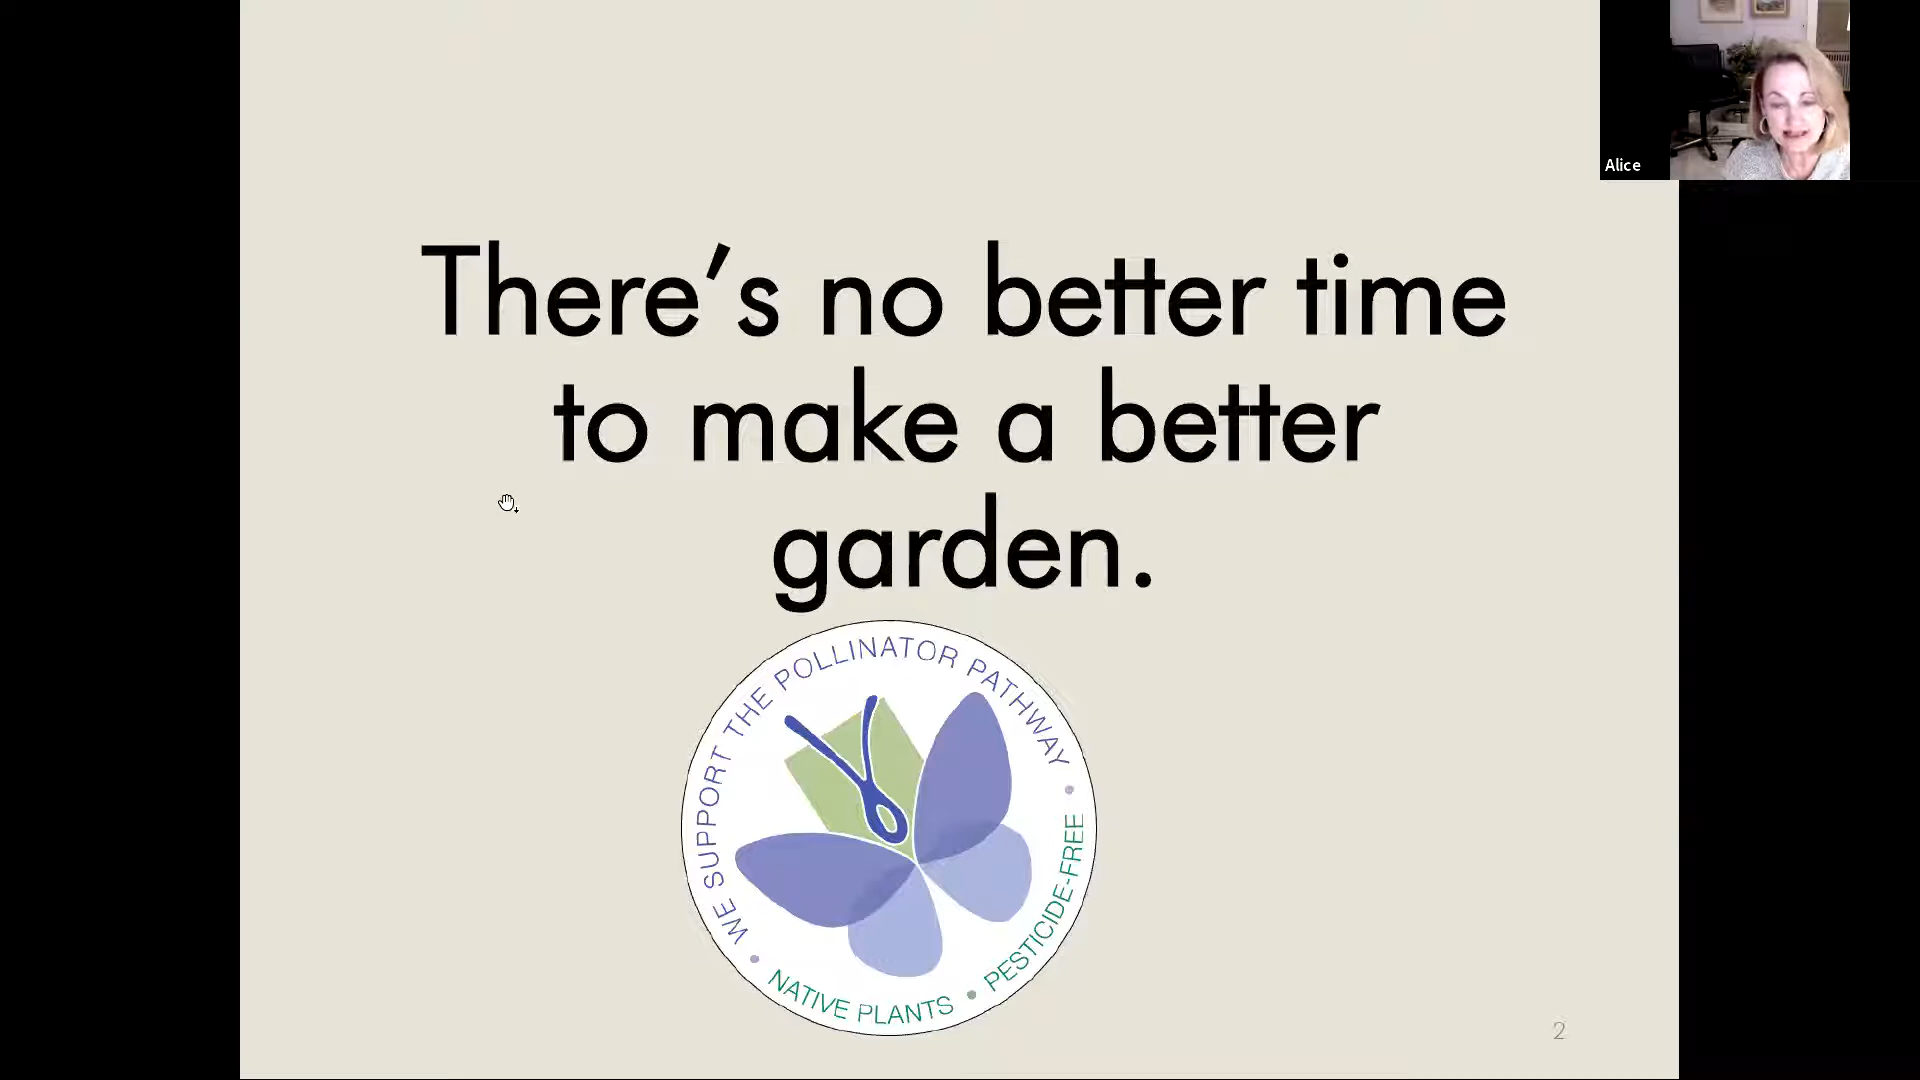 Alice
There's no better time
to make a better
garden.
WE SUPPORT THE POLLINATOR PATHWAY •
NATIVE PLANTS • PESTICIDE-FREE •
2